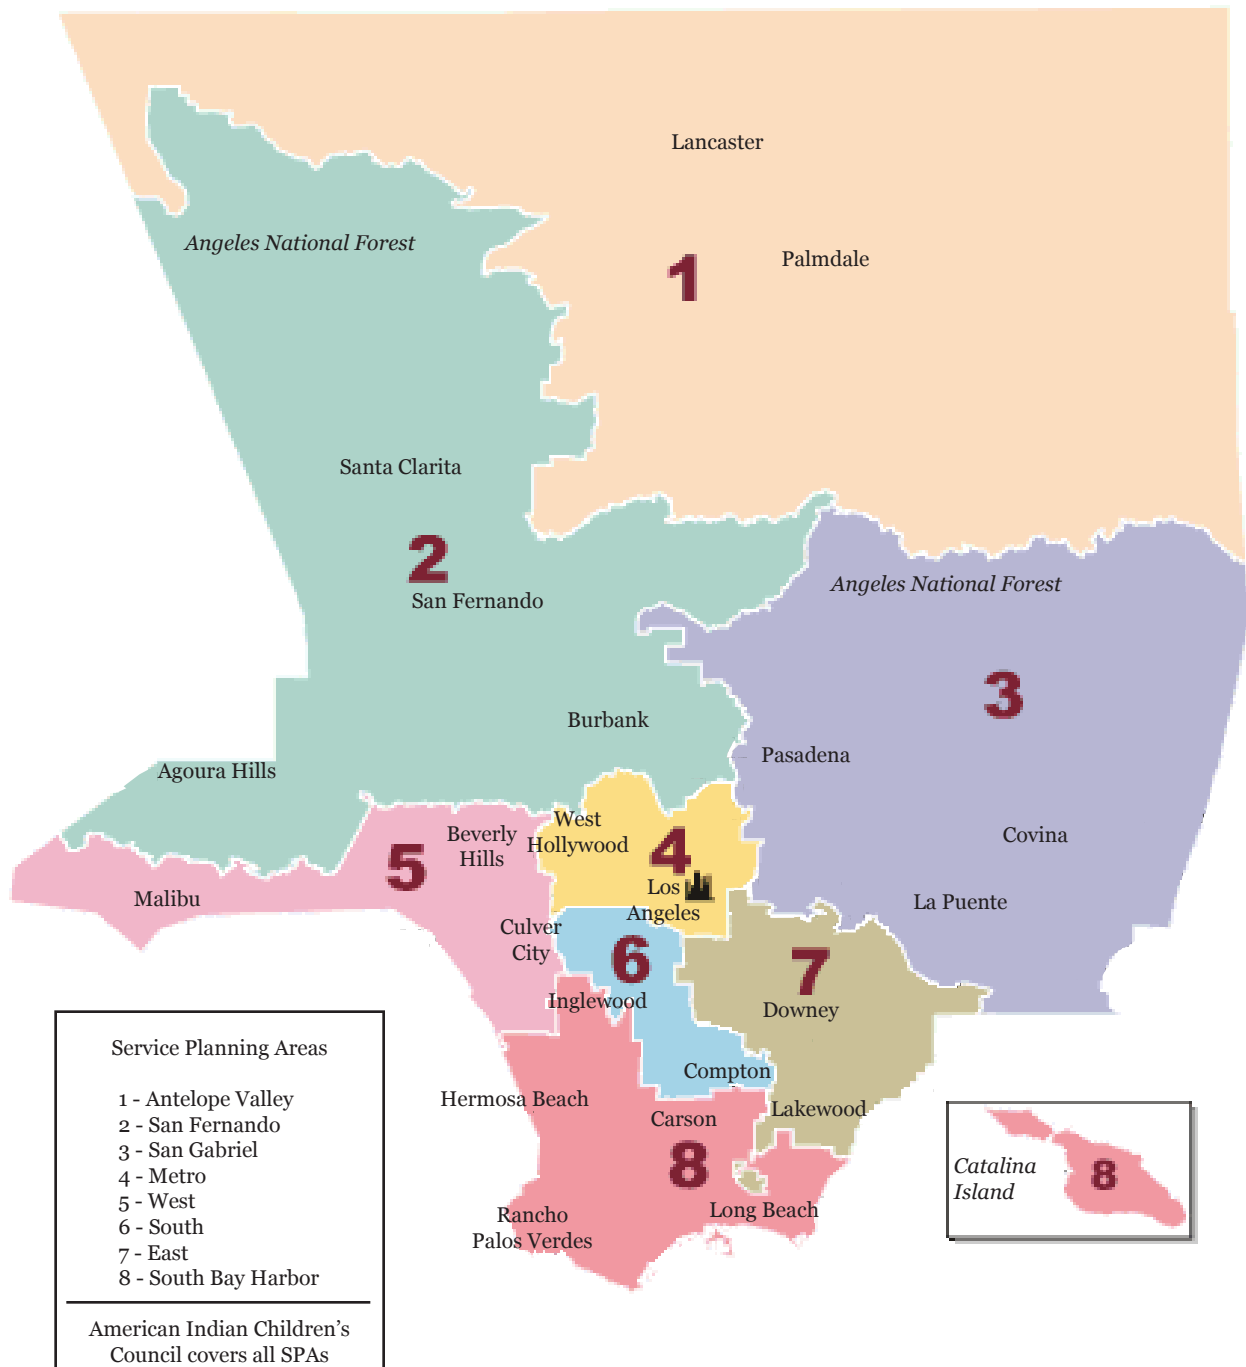 Lancaster
Angeles National Forest
Palmdale
1
Santa Clarita
2
San Fernando
Angeles National Forest
3
Burbank
Pasadena
Agoura Hills
West
Hollywood
Beverly
Hills
4
Covina
5
Los
Angeles
Malibu
La Puente
Culver
City
6
7
Inglewood
Downey
Compton
Hermosa Beach
Carson
Lakewood
8
Long Beach
Rancho
Palos Verdes
Catalina
Island
8
Service Planning Areas
1 - Antelope Valley
2 - San Fernando
3 - San Gabriel
4 - Metro
5 - West
6 - South
7 - East
8 - South Bay Harbor
American Indian Children’s
Council covers all SPAs